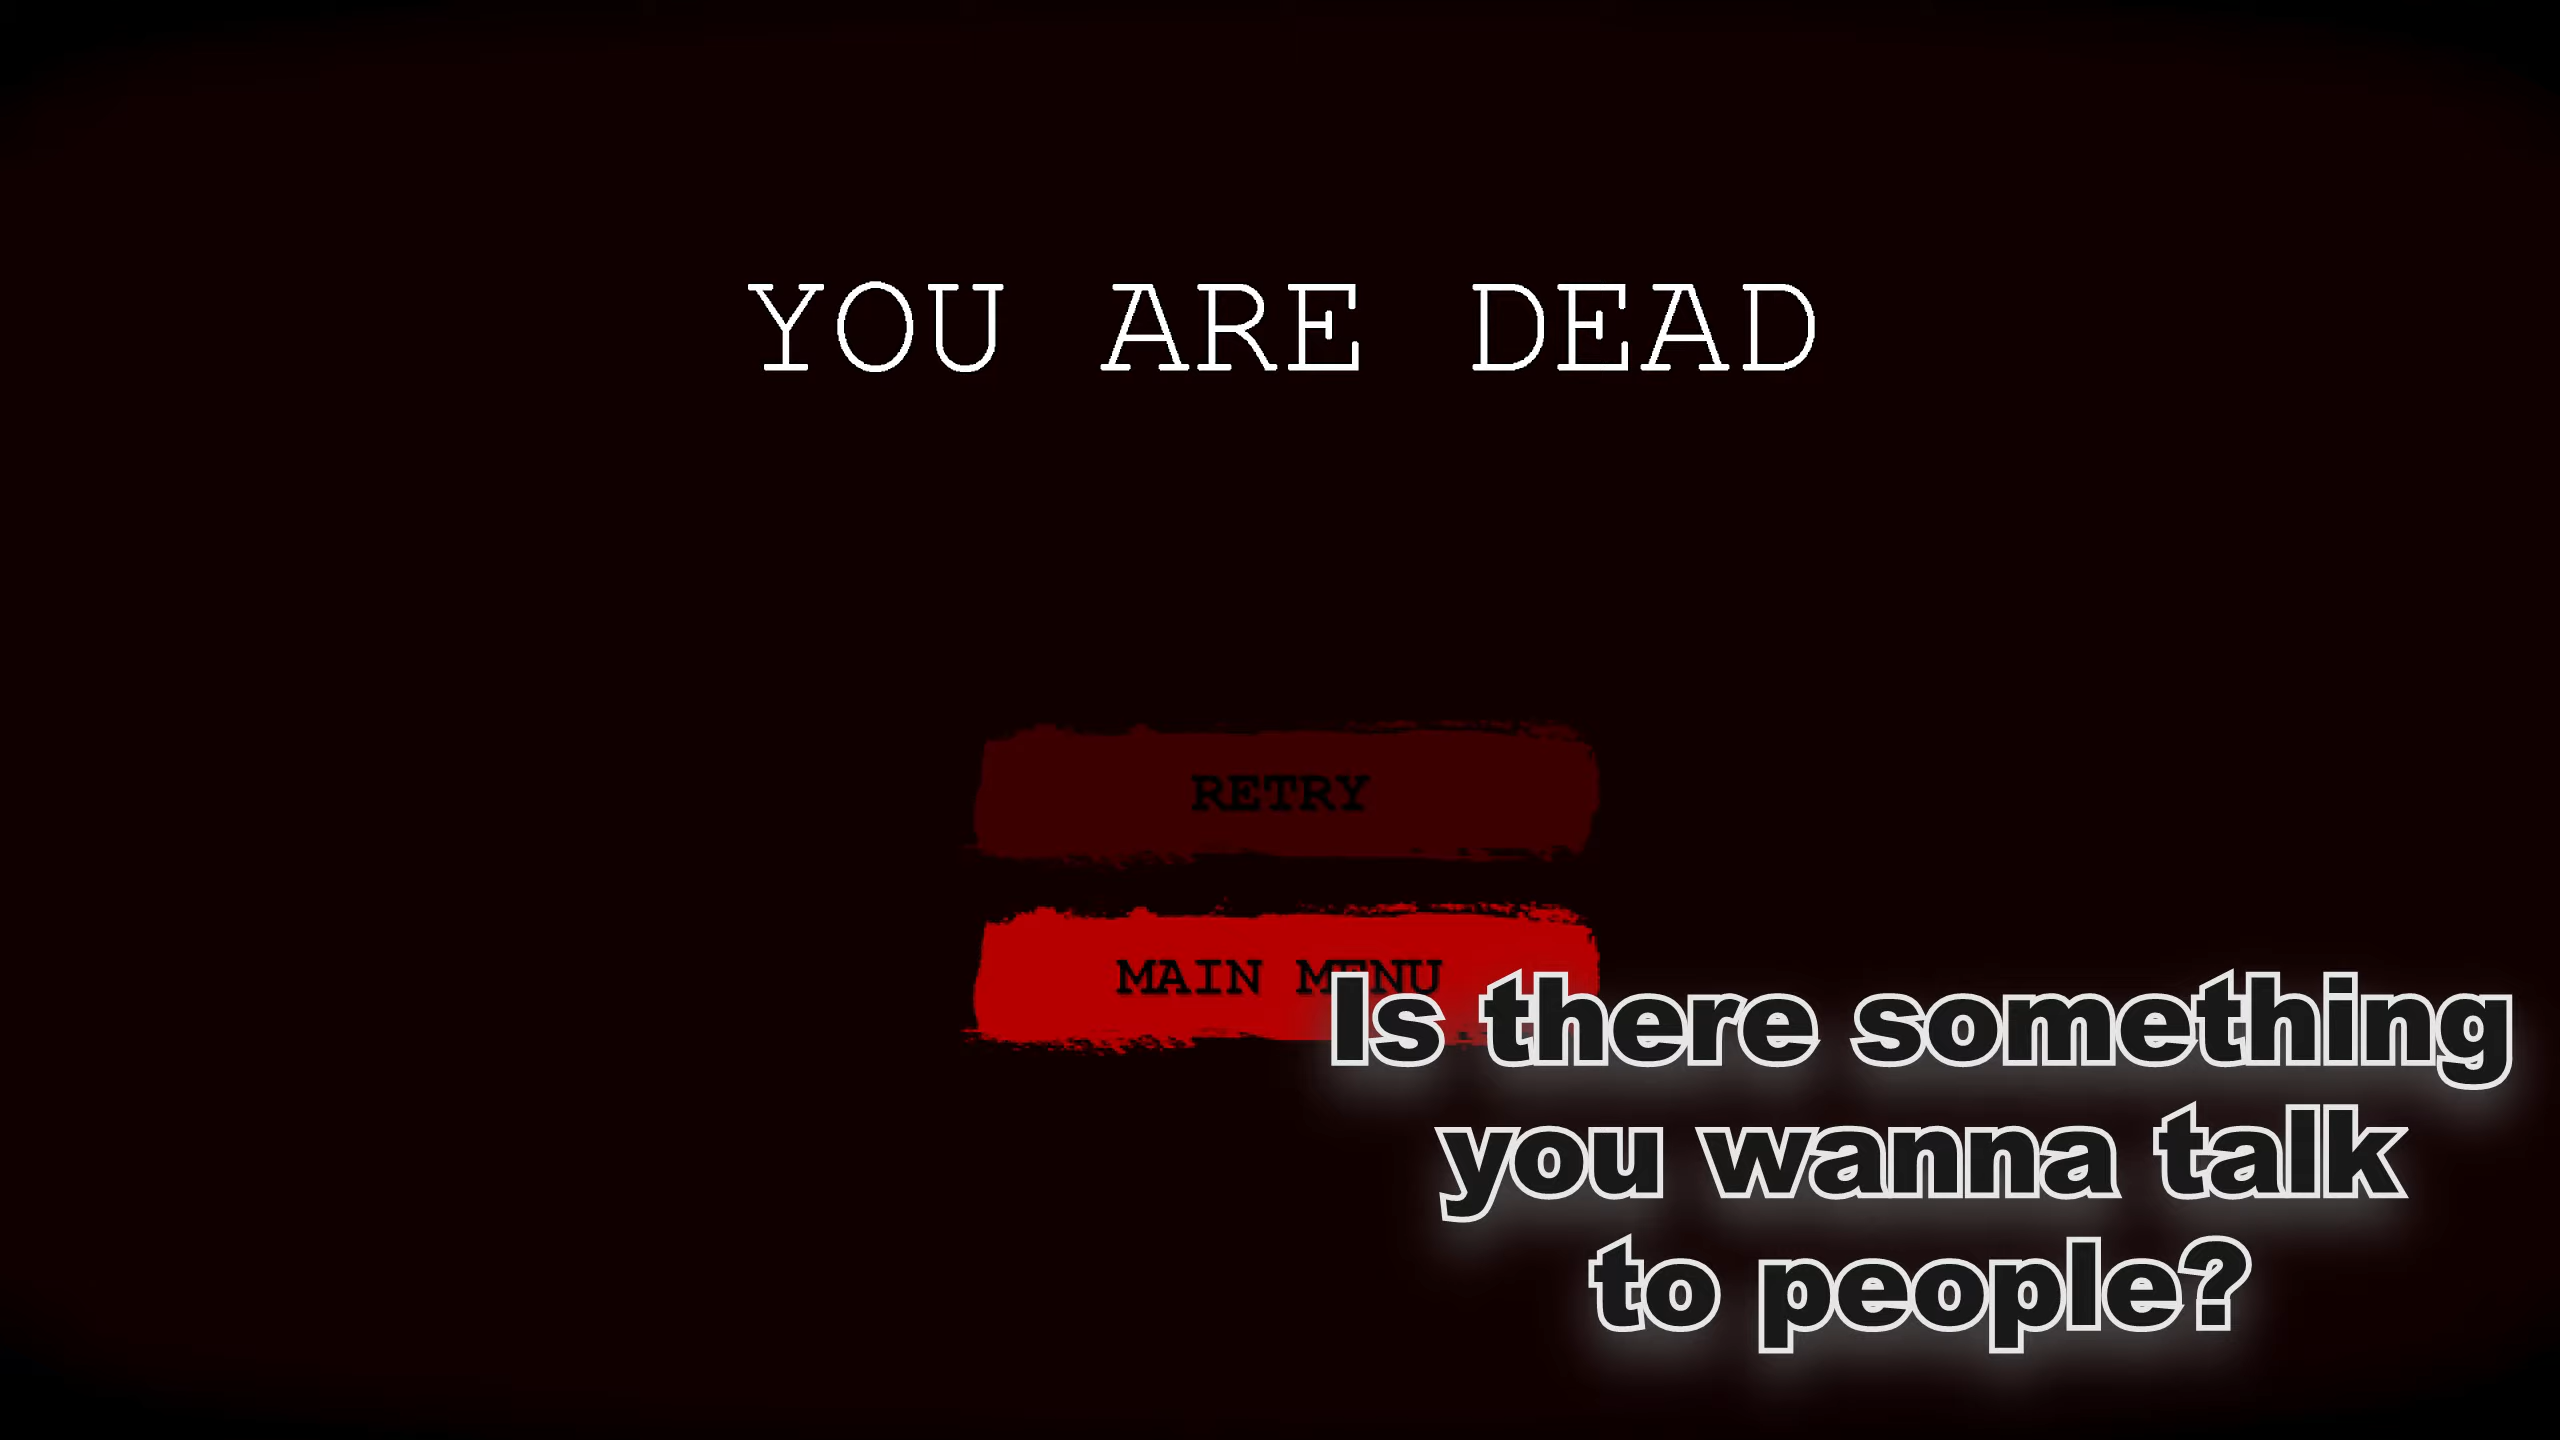 YOU ARE DEAD
RETRY
MAIN MENU
Is there something
you wanna talk
to people?